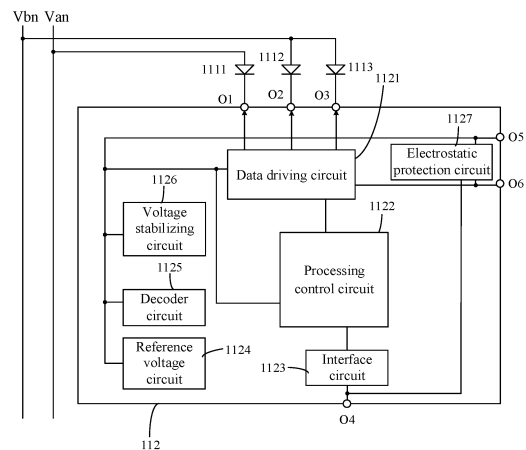 Vbn Van
1111
1112
1113
1121
O1
O2
O3
1127
O5
Electrostatic
protection circuit
O6
Data driving circuit
1126
Voltage
stabilizing
circuit
1122
Processing
control circuit
1125
Decoder
circuit
Reference
voltage
circuit
1124
1123
Interface
circuit
O4
112